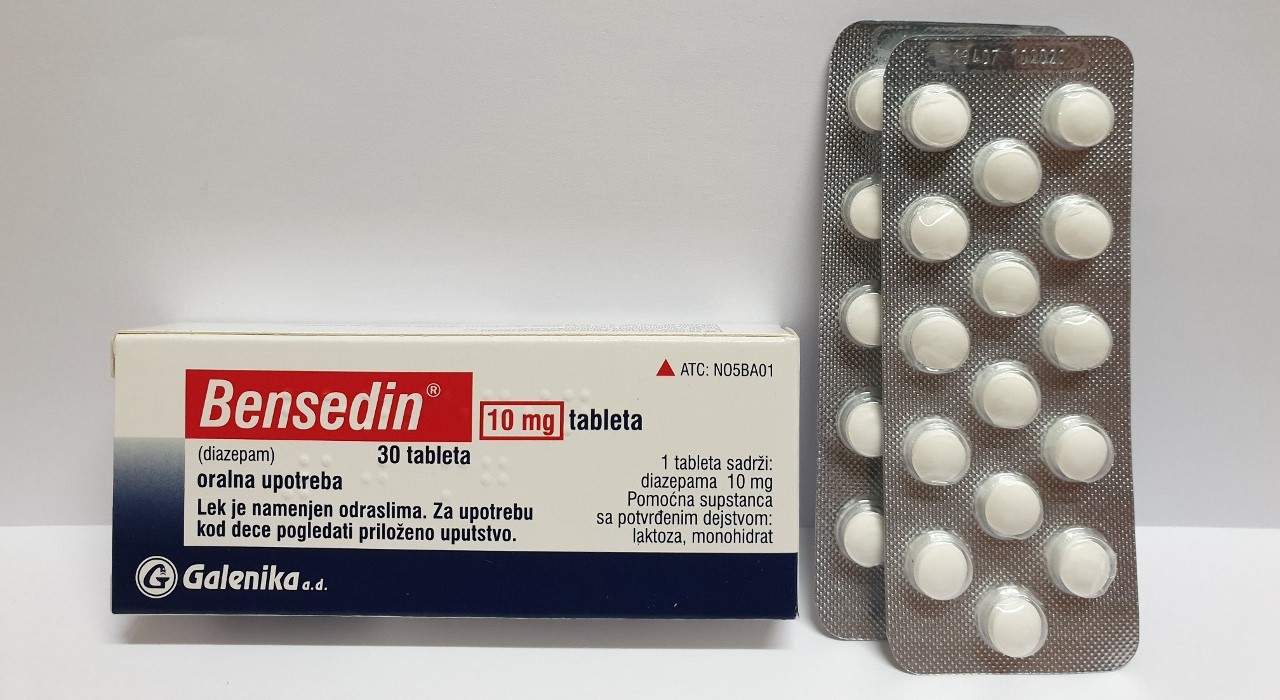 ATC: N05BA01
Bensedin®
10 mg tableta
(diazepam)
30 tableta
oralna upotreba
Lek je namenjen odraslima. Za upotrebu
kod dece pogledati priloženo uputstvo.
1 tableta sadrži:
diazepama 10 mg
Pomoćna supstanca
sa potvrđenim dejstvom:
laktoza, monohidrat
Galenika a.d.